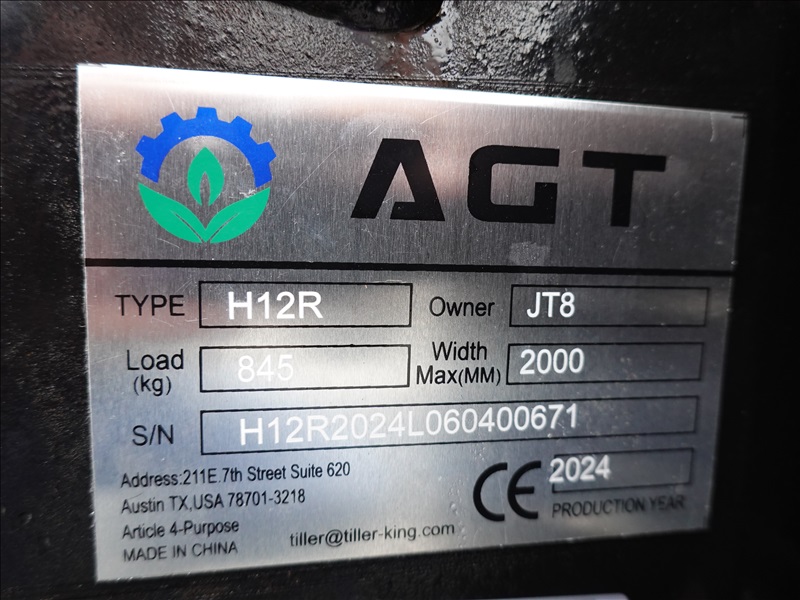 AGT
TYPE H12R Owner JT8
Load (kg) 845 Width Max(MM) 2000
S/N H12R2024L060400671
Address:211E.7th Street Suite 620
Austin TX,USA 78701-3218
Article 4-Purpose
MADE IN CHINA
tiller@tiller-king.com
CE 2024
PRODUCTION YEAR